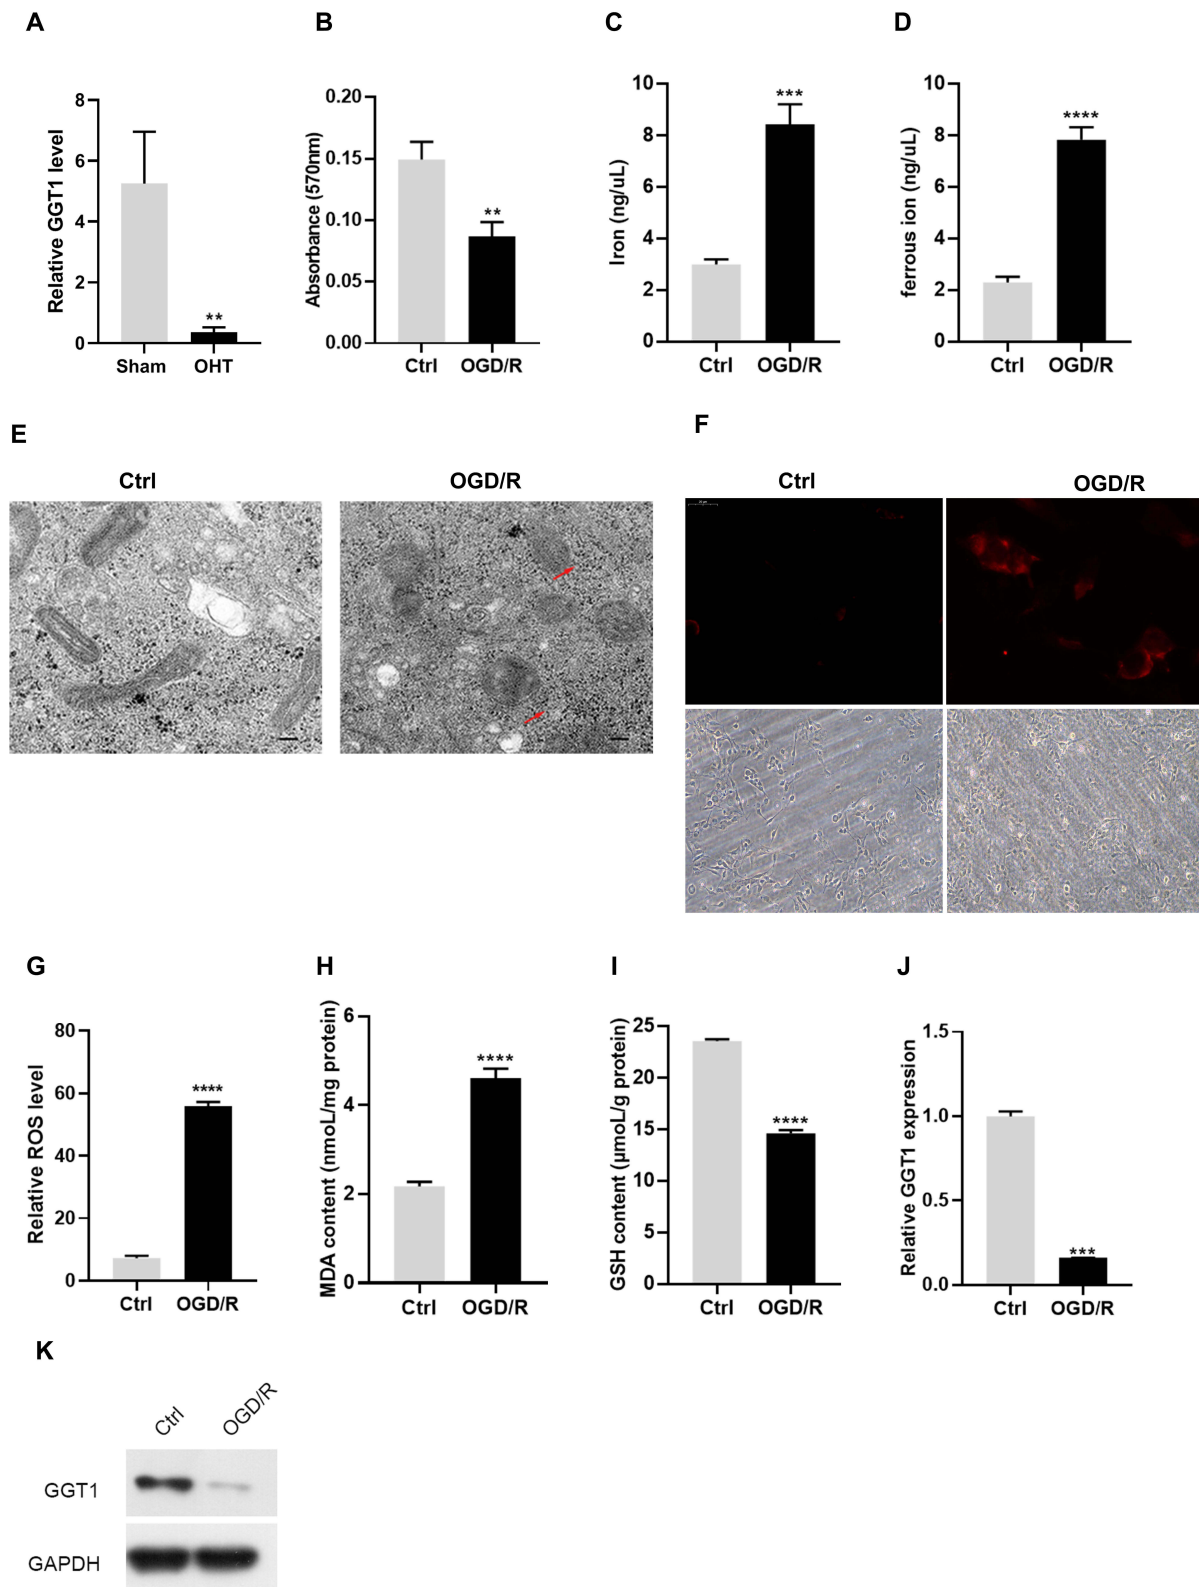 A
B
C
D
Relative GGT1 level
8
6
4
2
0
**
Sham OHT
Absorbance (570nm)
0.20
0.15
0.10
0.05
0.00
**
Ctrl OGD/R
Iron (ng/uL)
10
8
6
4
2
0
***
Ctrl OGD/R
ferrous ion (ng/uL)
10
8
6
4
2
0
****
Ctrl OGD/R
E
Ctrl
OGD/R
F
Ctrl
OGD/R
G
H
I
J
Relative ROS level
80
60
40
20
0
****
Ctrl OGD/R
MDA content (nmoL/mg protein)
6
4
2
0
****
Ctrl OGD/R
GSH content (μmoL/g protein)
25
20
15
10
5
0
****
Ctrl OGD/R
Relative GGT1 expression
1.5
1.0
0.5
0.0
***
Ctrl OGD/R
K
Ctrl
OGD/R
GGT1
GAPDH